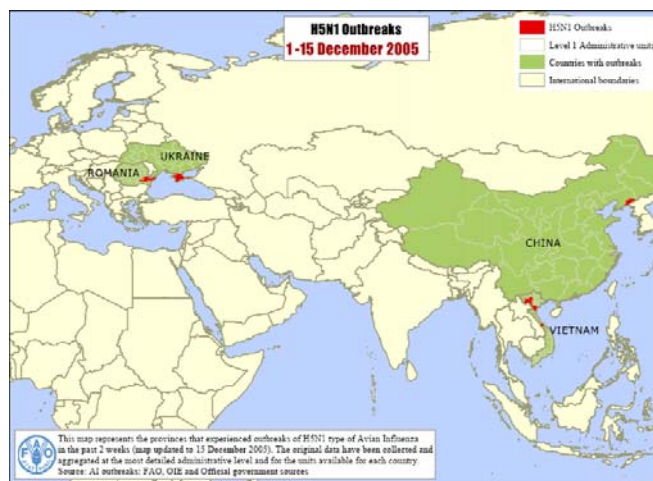 H5N1 Outbreaks
1 -15 December 2005
H5N1 Outbreaks
Level 1 Administrative units
Countries with outbreaks
International boundaries
UKRAINE
ROMANIA
CHINA
VIETNAM
This map represents the provinces that experienced outbreaks of H5N1 type of Avian Influenza
in the past 2 weeks (map updated to 15 December 2005). The original data have been collected and
aggregated at the most detailed administrative level and for the units available for each country.
Source: AI outbreaks: FAO, OIE and Official government sources